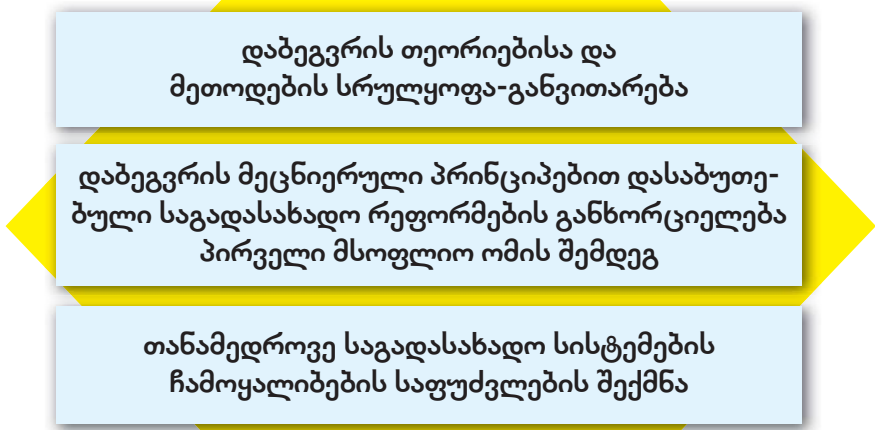 დაბეგვრის თეორიებისა და
მეთოდების სრულყოფა-განვითარება
დაბეგვრის მეცნიერული პრინციპებით დასაბუთე-
ბული საგადასახადო რეფორმების განხორციელება
პირველი მსოფლიო ომის შემდეგ
თანამედროვე საგადასახადო სისტემების
ჩამოყალიბების საფუძვლების შექმნა